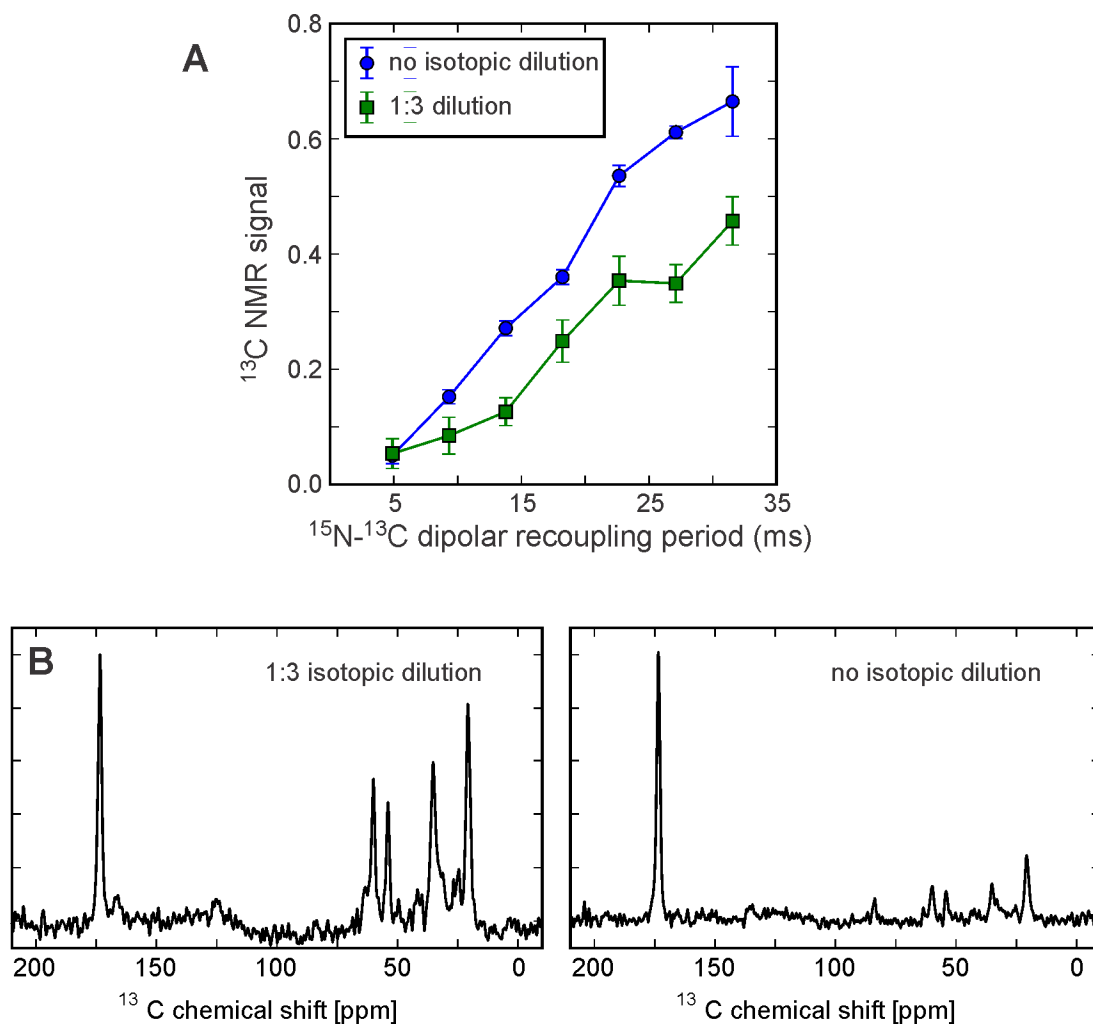 A
0.8
0.6
0.4
0.2
0.0
¹³C NMR signal
no isotopic dilution
1:3 dilution
5 15 25 35
¹⁵N-¹³C dipolar recoupling period (ms)
B
1:3 isotopic dilution
200 150 100 50 0
¹³ C chemical shift [ppm]
no isotopic dilution
200 150 100 50 0
¹³ C chemical shift [ppm]